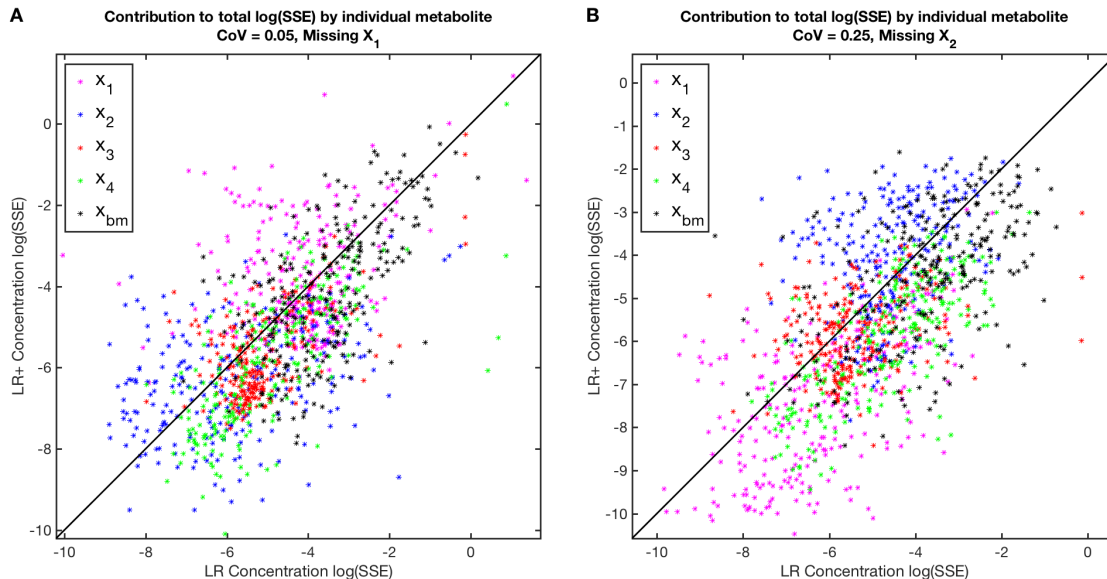 A
Contribution to total log(SSE) by individual metabolite
CoV = 0.05, Missing X1
x1
x2
x3
x4
xbm
0
-2
-4
-6
-8
-10
LR+ Concentration log(SSE)
-10 -8 -6 -4 -2 0
LR Concentration log(SSE)
B
Contribution to total log(SSE) by individual metabolite
CoV = 0.25, Missing X2
x1
x2
x3
x4
xbm
0
-1
-2
-3
-4
-5
-6
-7
-8
-9
-10
LR+ Concentration log(SSE)
-10 -8 -6 -4 -2 0
LR Concentration log(SSE)